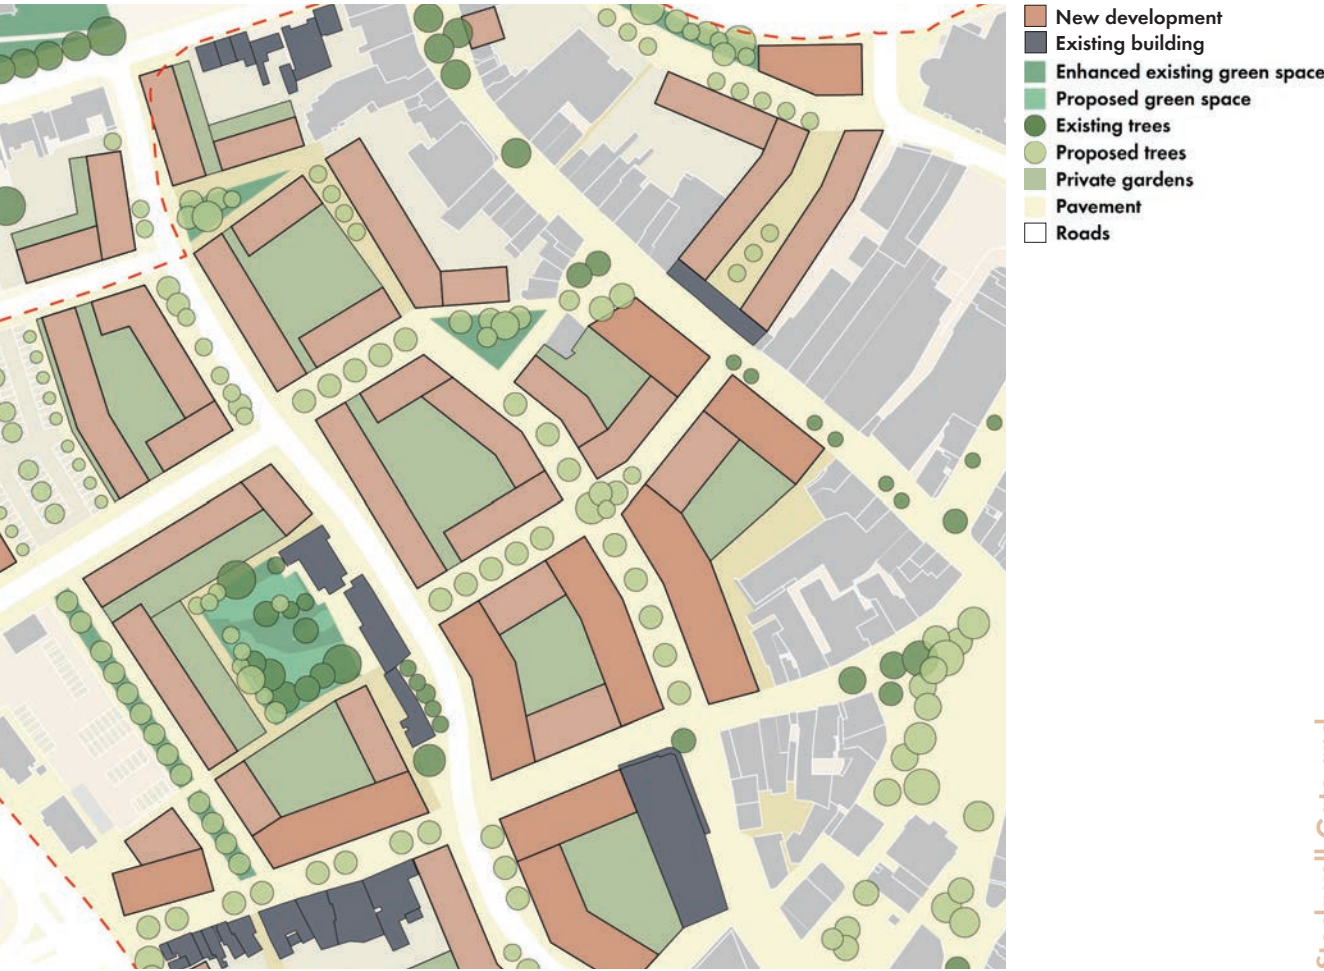 New development
Existing building
Enhanced existing green space
Proposed green space
Existing trees
Proposed trees
Private gardens
Pavement
Roads